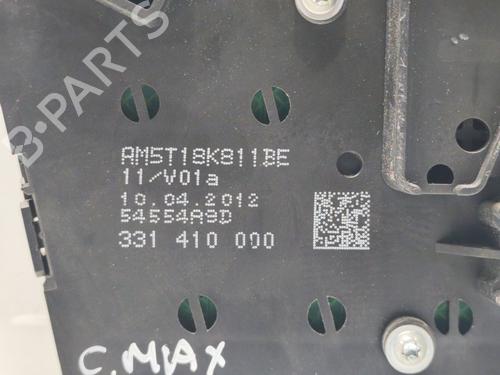 B-PARTS
AM5T18K811BE
11/V01a
10.04.2012
54554A9D
331 410 000
C.MAX